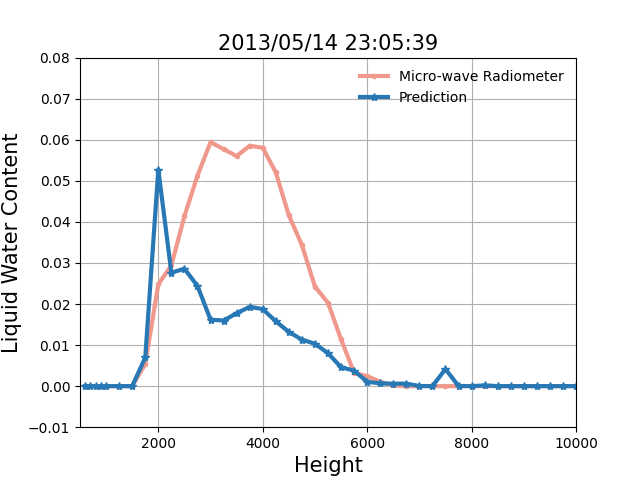 2013/05/14 23:05:39
0.08
0.07
0.06
0.05
0.04
0.03
0.02
0.01
0.00
−0.01
Liquid Water Content
Micro-wave Radiometer
Prediction
2000 4000 6000 8000 10000
Height